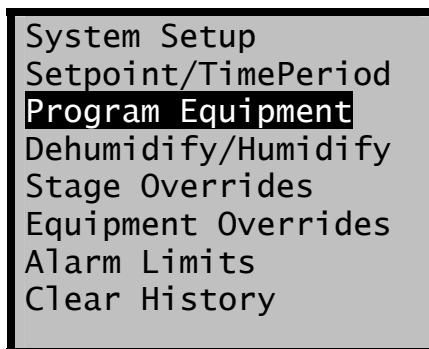 System Setup
Setpoint/TimePeriod
Program Equipment
Dehumidify/Humidify
Stage Overrides
Equipment Overrides
Alarm Limits
Clear History